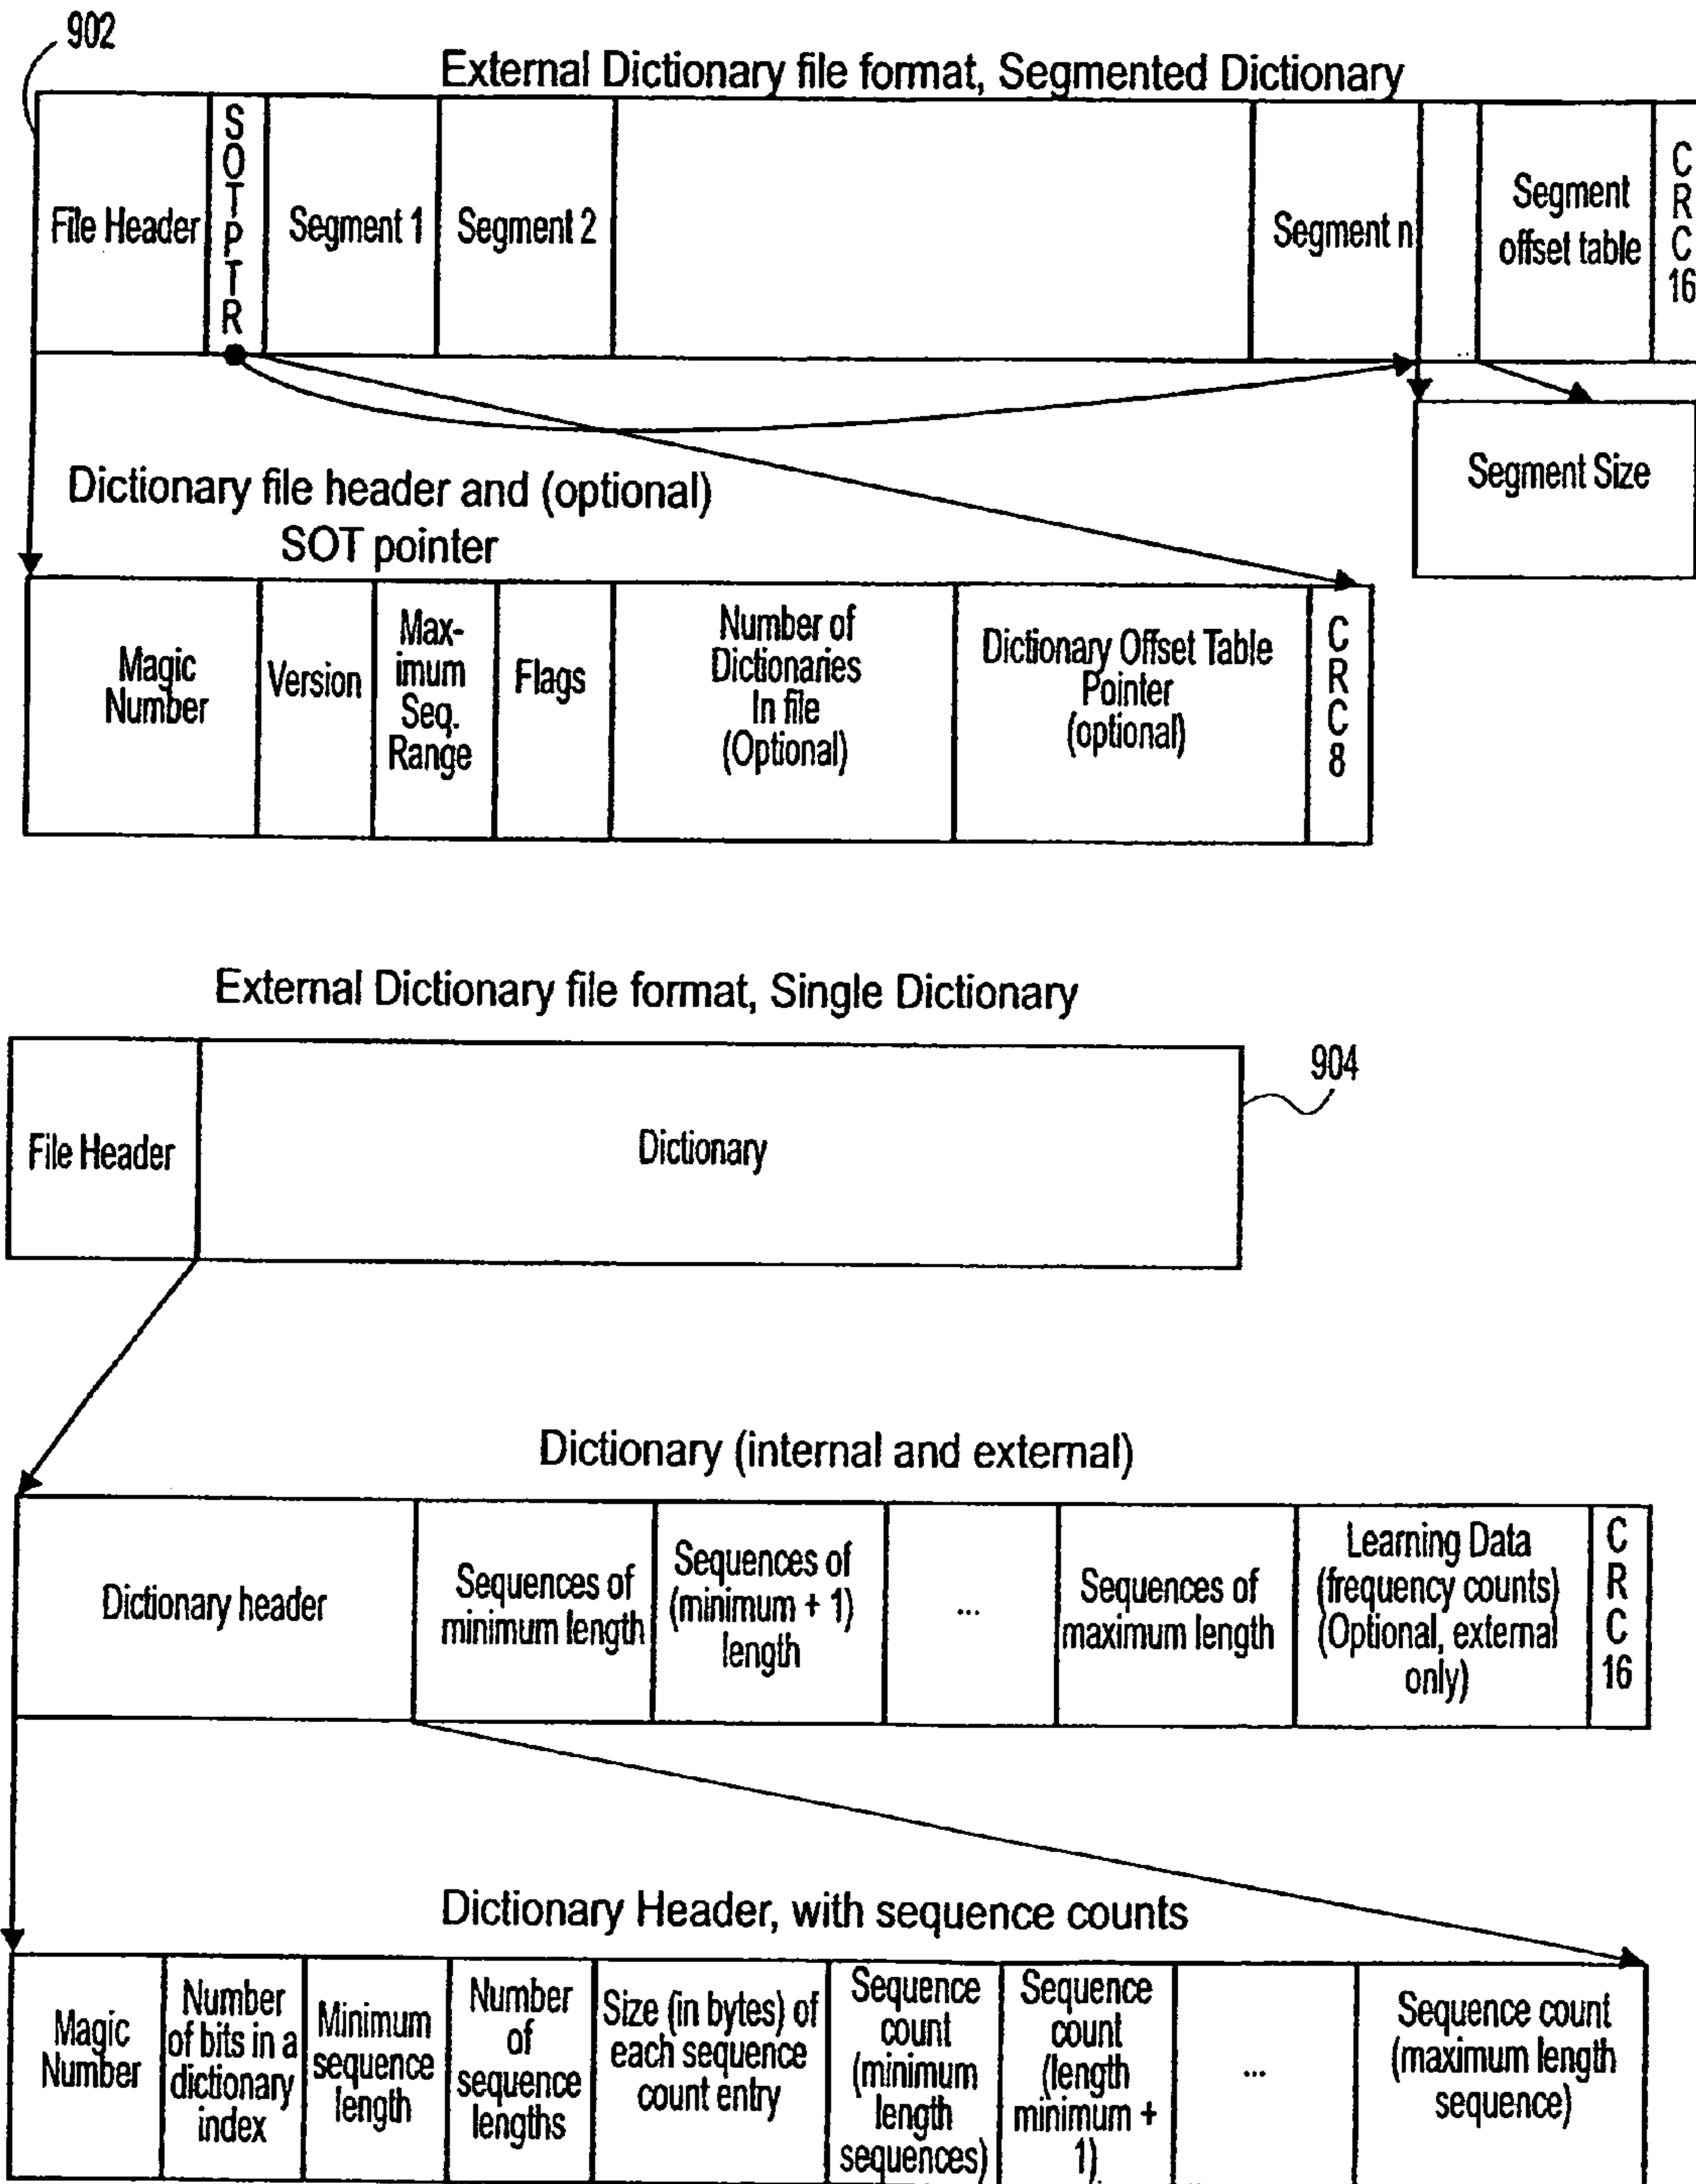 902
External Dictionary file format, Segmented Dictionary
File Header
S
O
T
P
T
R
Segment 1
Segment 2
Segment n
Segment
offset table
C
R
C
16
Segment Size
Dictionary file header and (optional)
SOT pointer
Magic
Number
Version
Max-
imum
Seq.
Range
Flags
Number of
Dictionaries
In file
(Optional)
Dictionary Offset Table
Pointer
(optional)
C
R
C
8
External Dictionary file format, Single Dictionary
904
File Header
Dictionary
Dictionary (internal and external)
Dictionary header
Sequences of
minimum length
Sequences of
(minimum + 1)
length
...
Sequences of
maximum length
Learning Data
(frequency counts)
(Optional, external
only)
C
R
C
16
Dictionary Header, with sequence counts
Magic
Number
Number
of bits in a
dictionary
index
Minimum
sequence
length
Number
of
sequence
lengths
Size (in bytes) of
each sequence
count entry
Sequence
count
(minimum
length
sequences)
Sequence
count
(length
minimum +
1)
...
Sequence count
(maximum length
sequence)